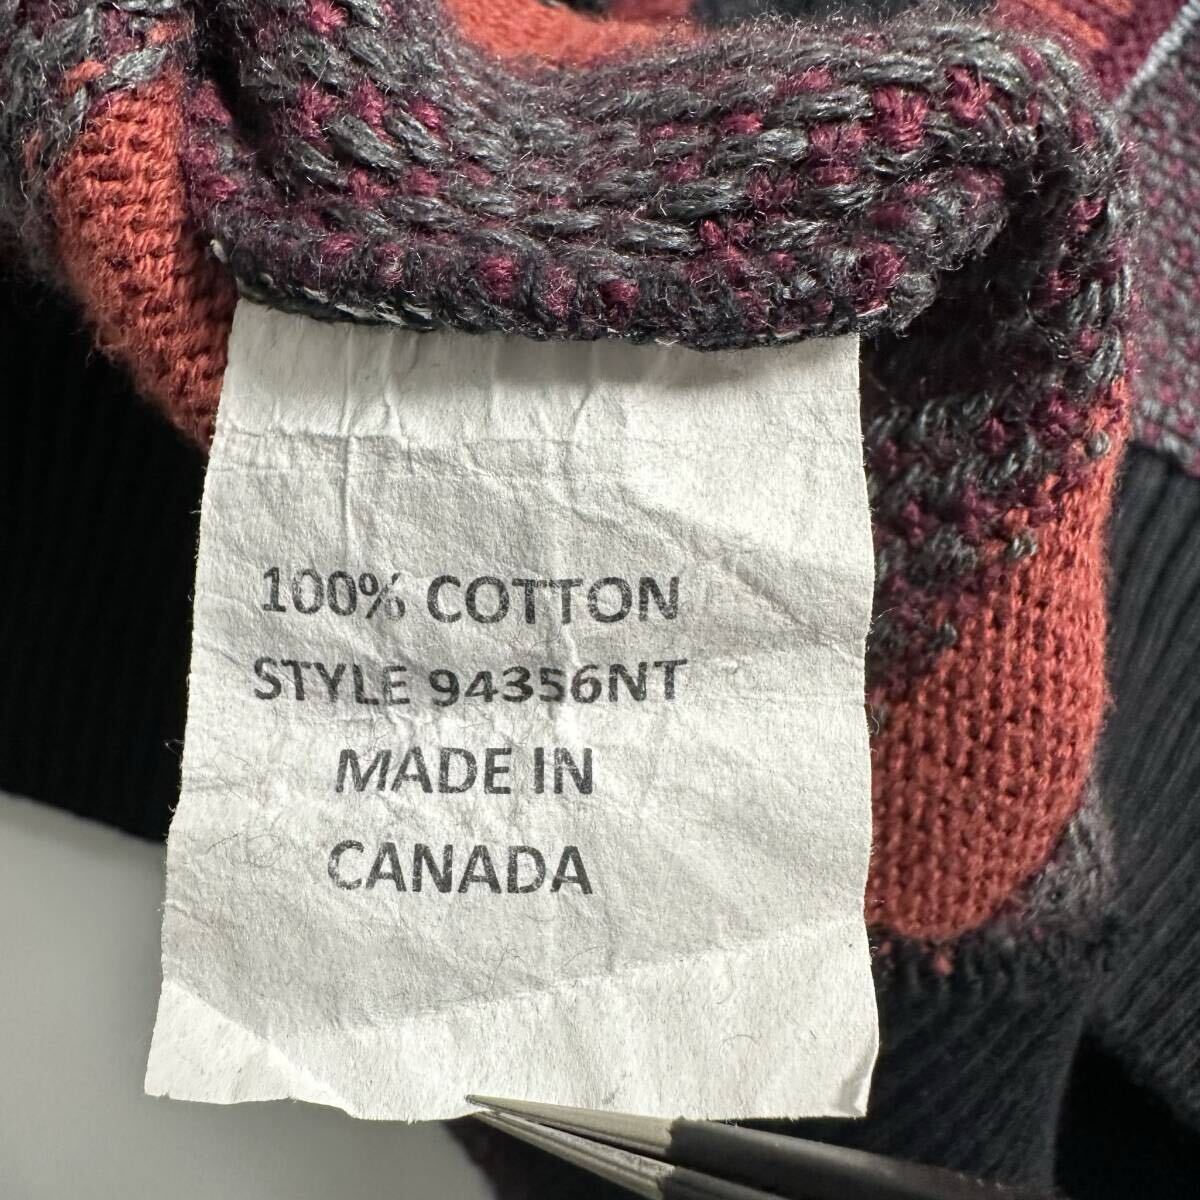 100% COTTON
STYLE 94356NT
MADE IN
CANADA